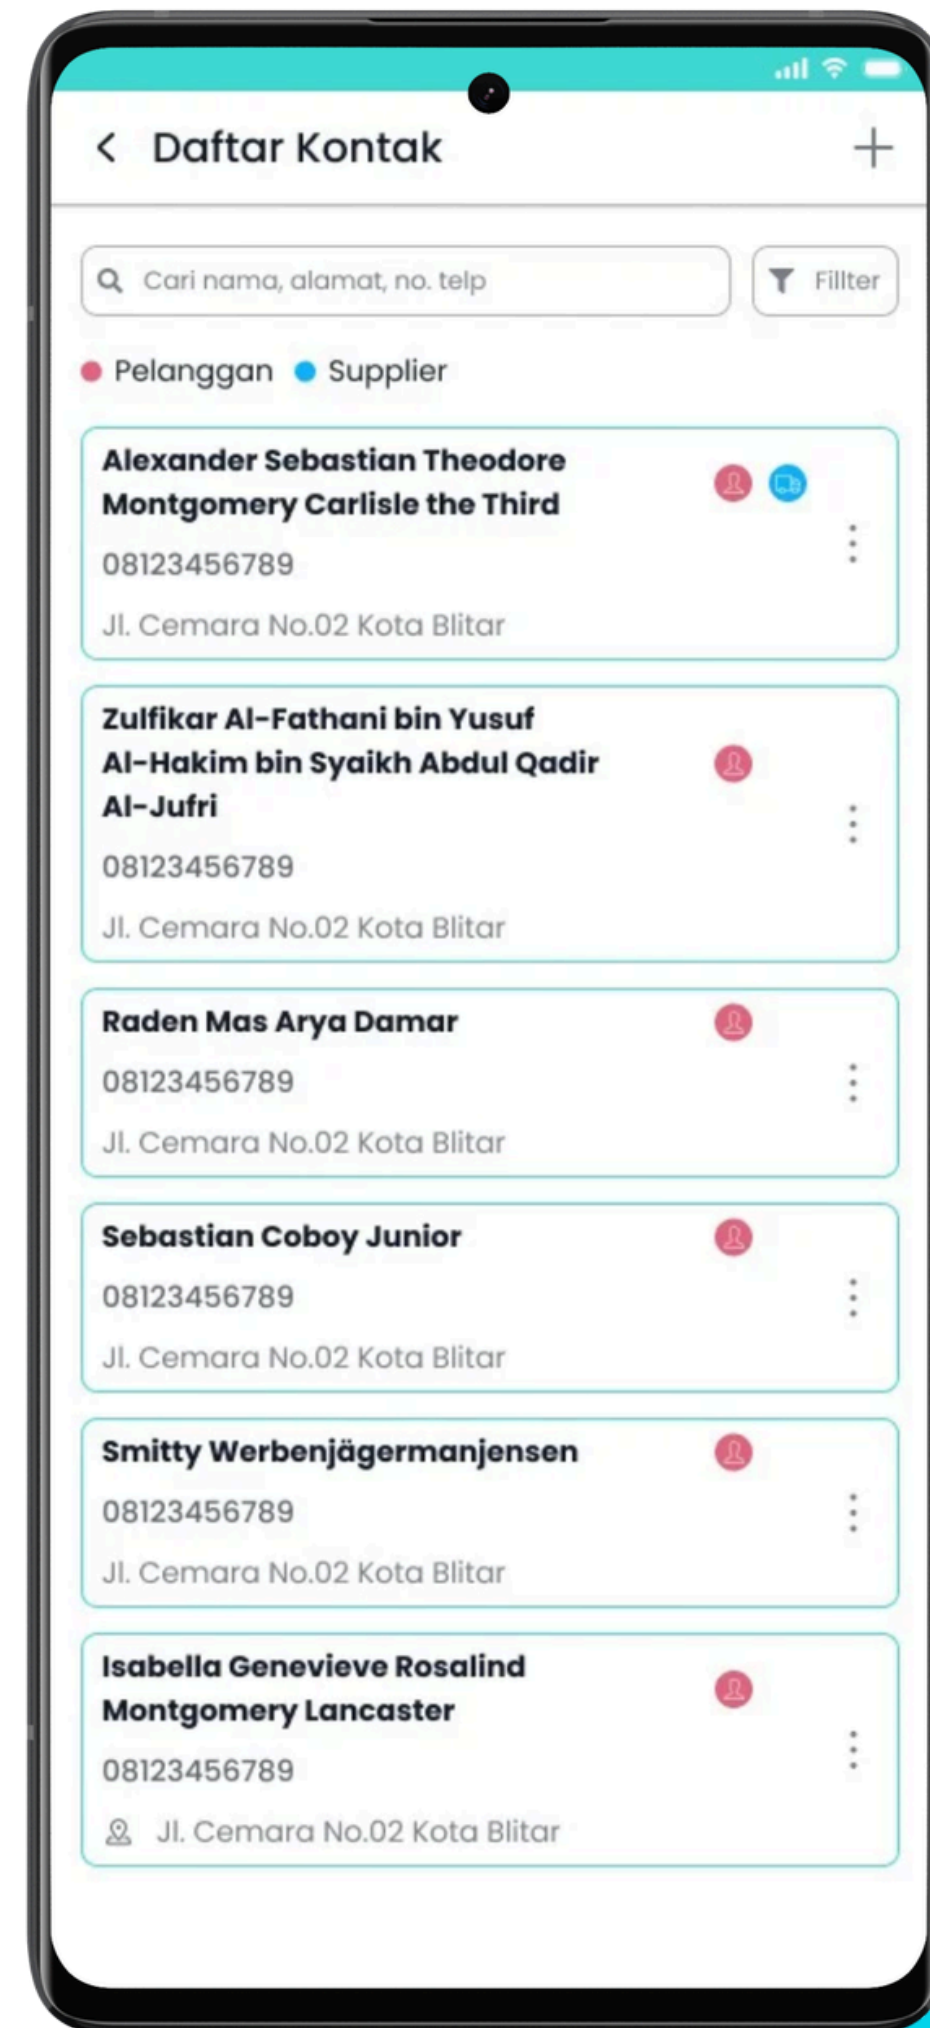 Daftar Kontak
Cari nama, alamat, no. telp
Fillter
Pelanggan
Supplier
Alexander Sebastian Theodore
Montgomery Carlisle the Third
08123456789
Jl. Cemara No.02 Kota Blitar
Zulfikar Al-Fathani bin Yusuf
Al-Hakim bin Syaikh Abdul Qadir
Al-Jufri
08123456789
Jl. Cemara No.02 Kota Blitar
Raden Mas Arya Damar
08123456789
Jl. Cemara No.02 Kota Blitar
Sebastian Coboy Junior
08123456789
Jl. Cemara No.02 Kota Blitar
Smitty Werbenjägermanjensen
08123456789
Jl. Cemara No.02 Kota Blitar
Isabella Genevieve Rosalind
Montgomery Lancaster
08123456789
Jl. Cemara No.02 Kota Blitar